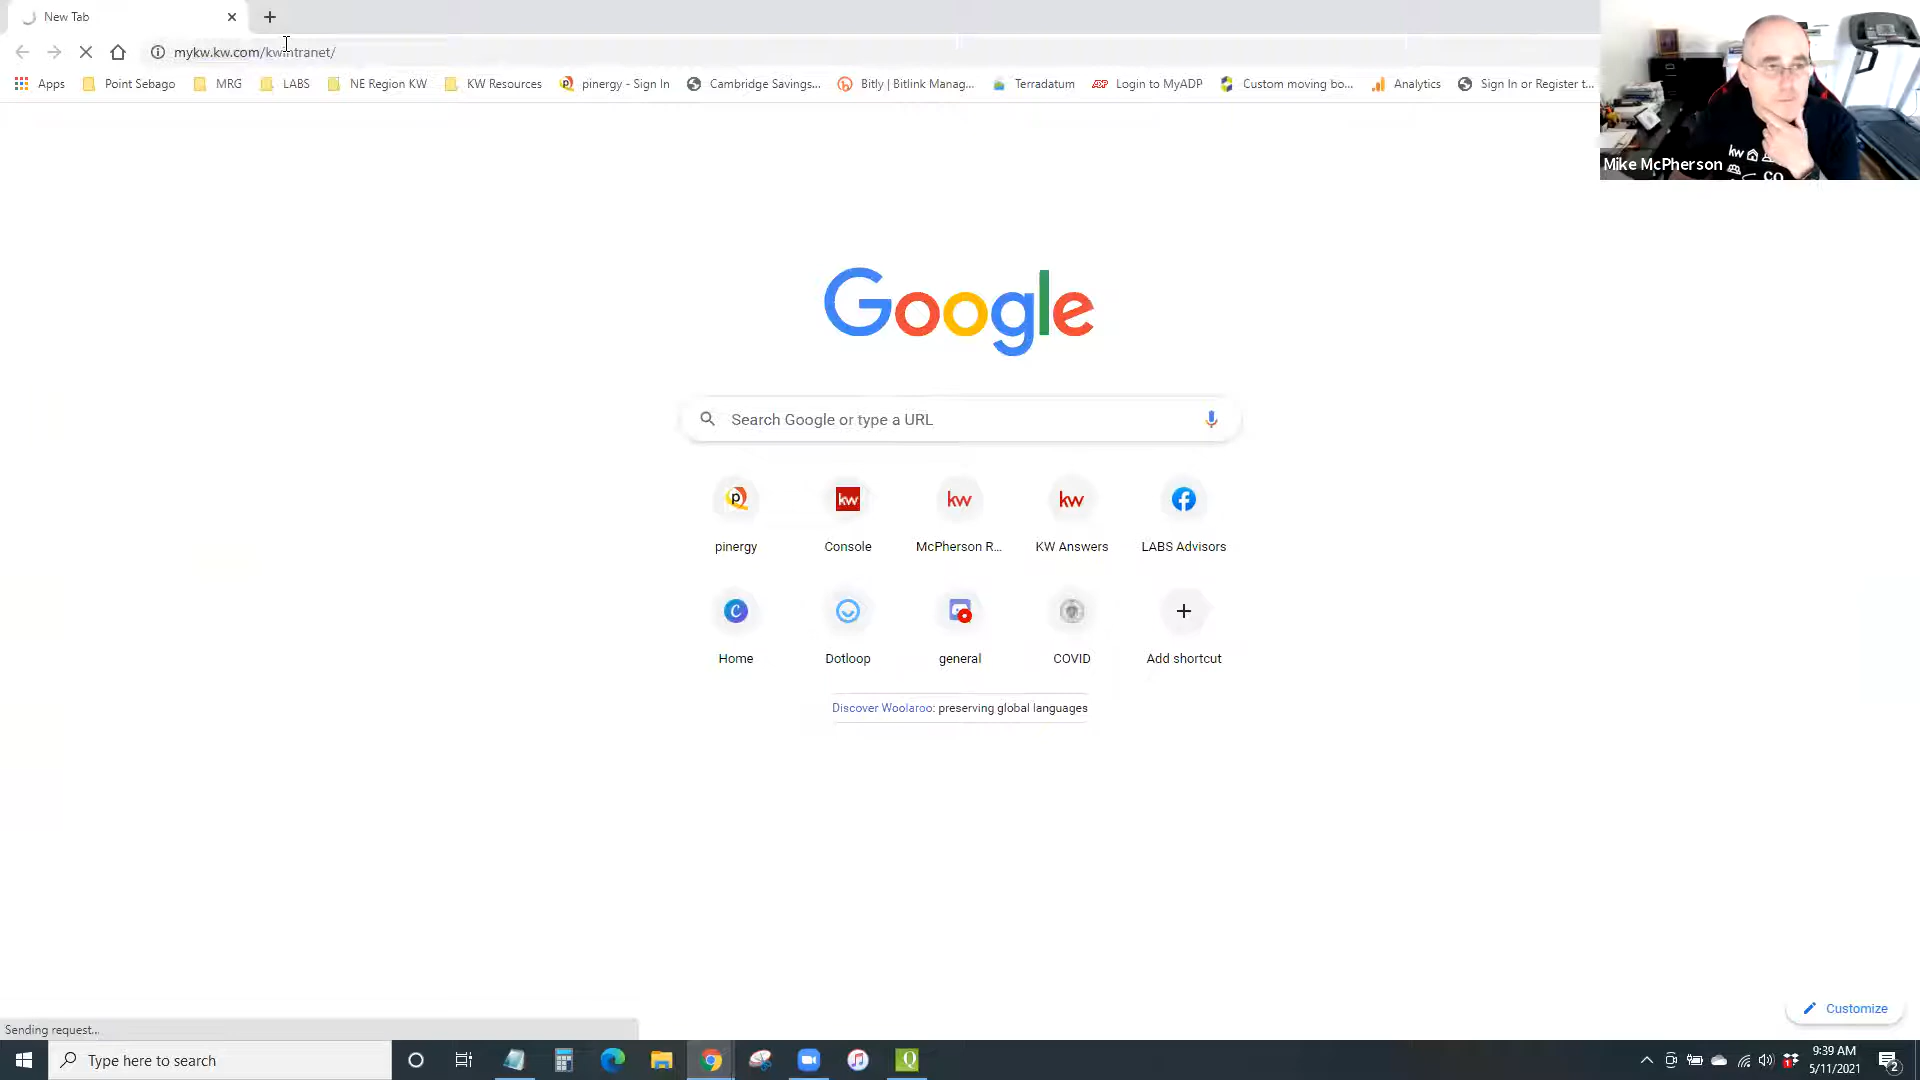 New Tab
mykw.kw.com/kwintranet/
Apps Point Sebago MRG LABS NE Region KW KW Resources pinergy - Sign In Cambridge Savings... Bitly | Bitlink Manag... Terradatum Login to MyADP Custom moving bo... Analytics Sign In or Register t...
kw
CO
Mike McPherson
Google
Search Google or type a URL
p kw kw kw
pinergy Console McPherson R... KW Answers LABS Advisors
C
Home Dotloop general COVID Add shortcut
Discover Woolaroo: preserving global languages
Customize
Sending request...
Type here to search
Q
1
9:39 AM
5/11/2021
2